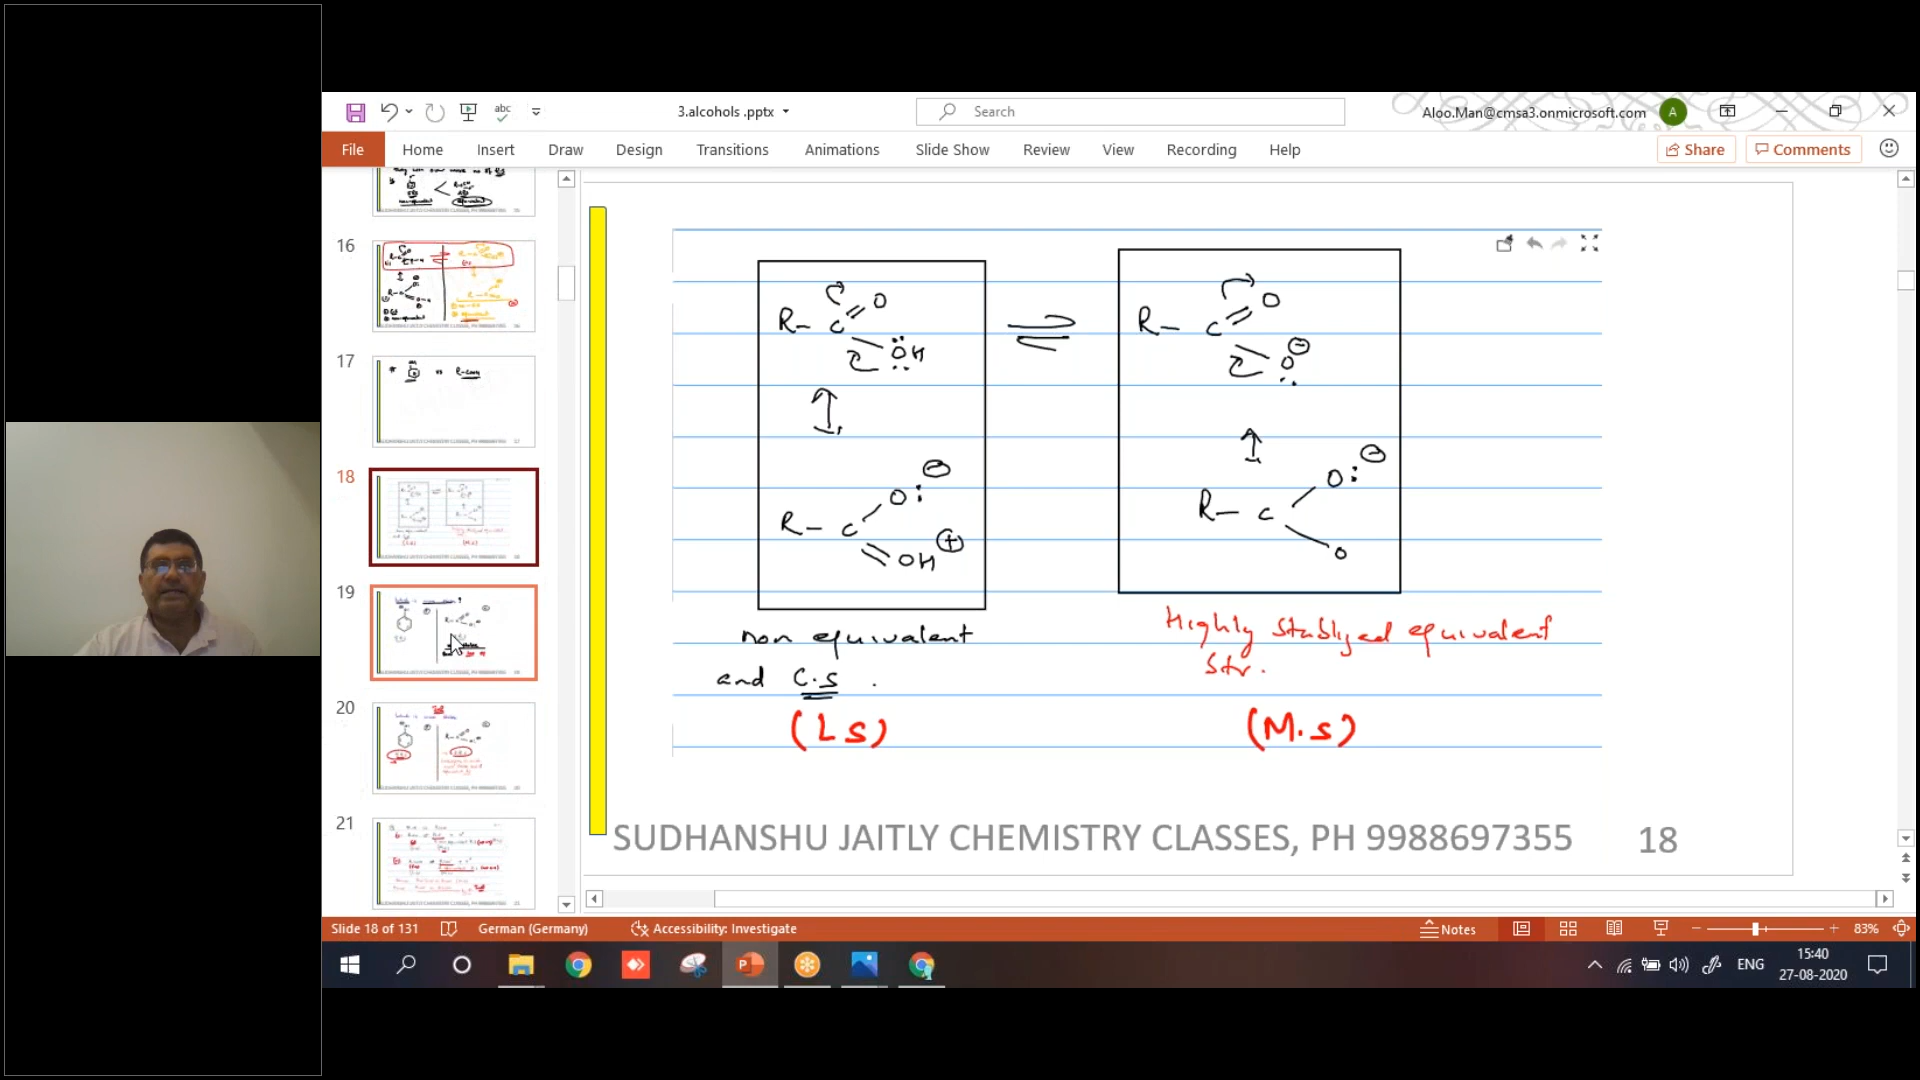 3.alcohols .pptx
Search
Aloo.Man@cmsa3.onmicrosoft.com
A
abc
File Home Insert Draw Design Transitions Animations Slide Show Review View Recording Help
Share Comments
16
17
18
19
20
21
R- C O
OH
R- C O
O
R- C O:
OH
R- C O:
O
non equivalent
and C.S .
(LS)
Highly Stablized equivalent
Str.
(M.S)
SUDHANSHU JAITLY CHEMISTRY CLASSES, PH 9988697355 18
Slide 18 of 131 German (Germany) Accessibility: Investigate Notes 83%
ENG 15:40
27-08-2020